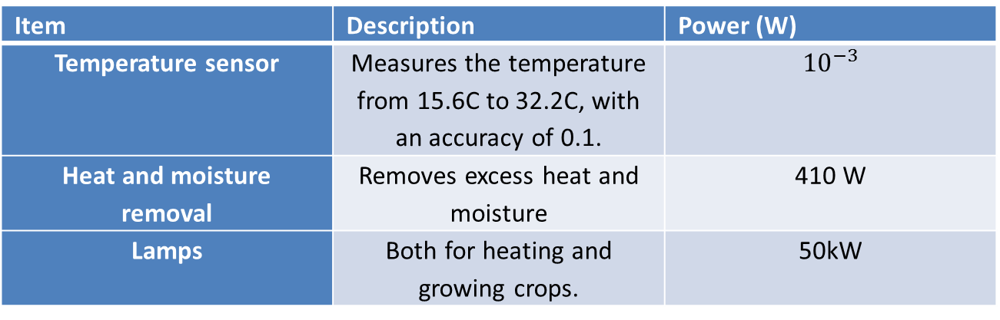 Item Description Power (W)
Temperature sensor Measures the temperature 10⁻³
from 15.6C to 32.2C, with
an accuracy of 0.1.
Heat and moisture Removes excess heat and 410 W
removal moisture
Lamps Both for heating and 50kW
growing crops.